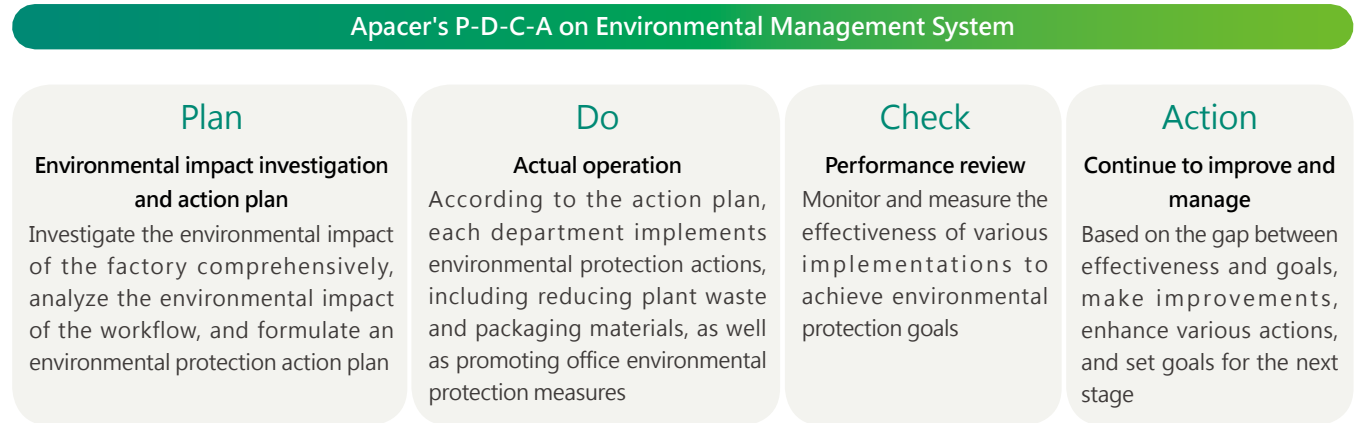 Apacer's P-D-C-A on Environmental Management System
Plan
Environmental impact investigation
and action plan
Investigate the environmental impact
of the factory comprehensively,
analyze the environmental impact
of the workflow, and formulate an
environmental protection action plan
Do
Actual operation
According to the action plan,
each department implements
environmental protection actions,
including reducing plant waste
and packaging materials, as well
as promoting office environmental
protection measures
Check
Performance review
Monitor and measure the
effectiveness of various
implementations to
achieve environmental
protection goals
Action
Continue to improve and
manage
Based on the gap between
effectiveness and goals,
make improvements,
enhance various actions,
and set goals for the next
stage